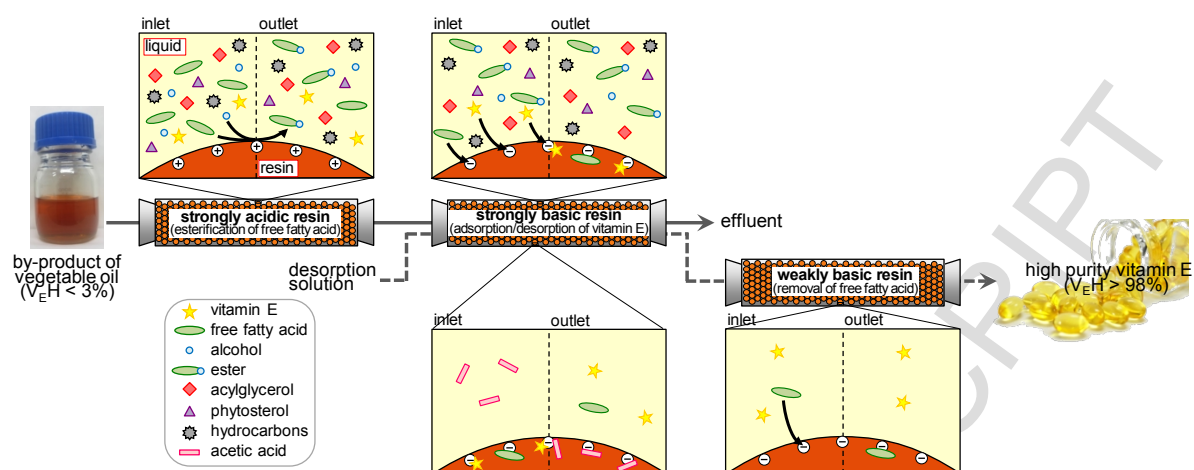 inlet outlet
liquid
resin
inlet outlet
strongly acidic resin
(esterification of free fatty acid)
strongly basic resin
(adsorption/desorption of vitamin E)
effluent
by-product of
vegetable oil
(VEH < 3%)
desorption
solution
weakly basic resin
(removal of free fatty acid)
high purity vitamin E
(VEH > 98%)
vitamin E
free fatty acid
alcohol
ester
acylglycerol
phytosterol
hydrocarbons
acetic acid
inlet outlet
inlet outlet
CRIPT